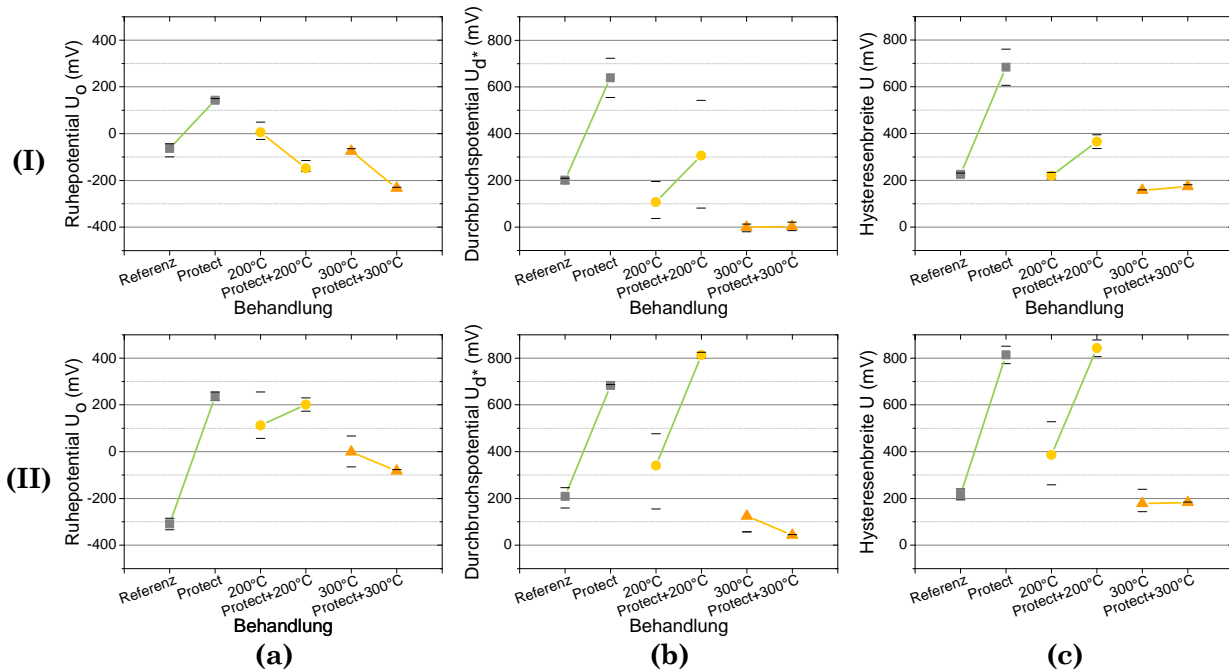 (I)
Ruhepotential U_O (mV)
400
200
0
-200
-400
Referenz
Protect
200°C
Protect+200°C
300°C
Protect+300°C
Behandlung
Durchbruchspotential U_d* (mV)
800
600
400
200
0
Referenz
Protect
200°C
Protect+200°C
300°C
Protect+300°C
Behandlung
Hysteresenbreite U (mV)
800
600
400
200
0
Referenz
Protect
200°C
Protect+200°C
300°C
Protect+300°C
Behandlung
(II)
Ruhepotential U_O (mV)
400
200
0
-200
-400
Referenz
Protect
200°C
Protect+200°C
300°C
Protect+300°C
Behandlung
(a)
Durchbruchspotential U_d* (mV)
800
600
400
200
0
Referenz
Protect
200°C
Protect+200°C
300°C
Protect+300°C
Behandlung
(b)
Hysteresenbreite U (mV)
800
600
400
200
0
Referenz
Protect
200°C
Protect+200°C
300°C
Protect+300°C
Behandlung
(c)